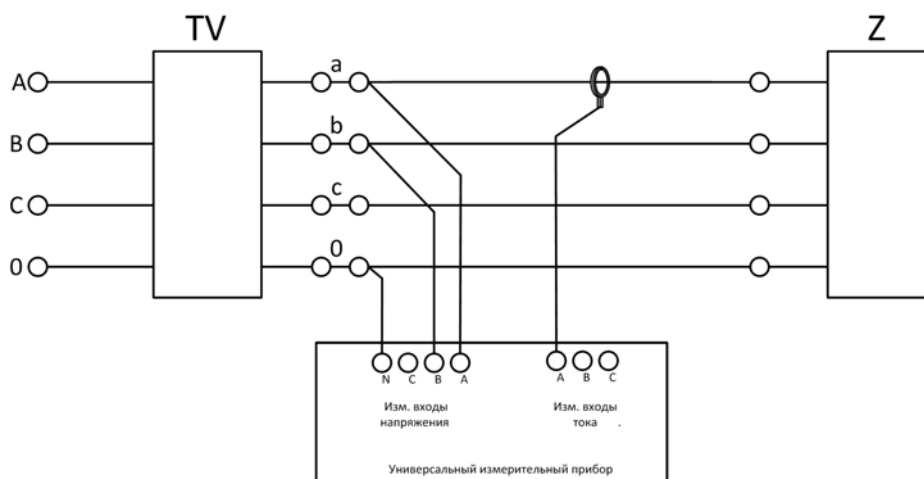 TV
Z
A
a
B
b
C
c
0
0
N C B A
A B C
Изм. входы
напряжения
Изм. входы
тока .
Универсальный измерительный прибор